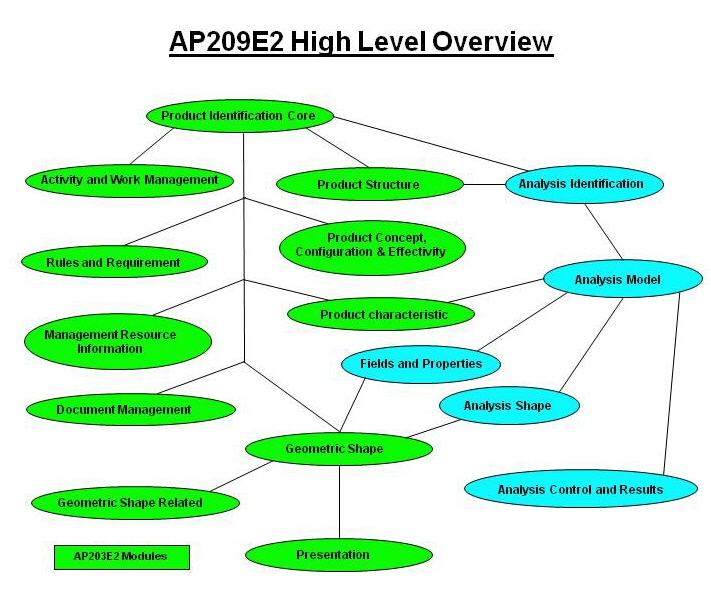 AP209E2 High Level Overview
Product Identification Core
Activity and Work Management
Product Structure
Analysis Identification
Product Concept,
Configuration & Effectivity
Rules and Requirement
Analysis Model
Product characteristic
Management Resource
Information
Fields and Properties
Analysis Shape
Document Management
Geometric Shape
Analysis Control and Results
Geometric Shape Related
AP203E2 Modules
Presentation